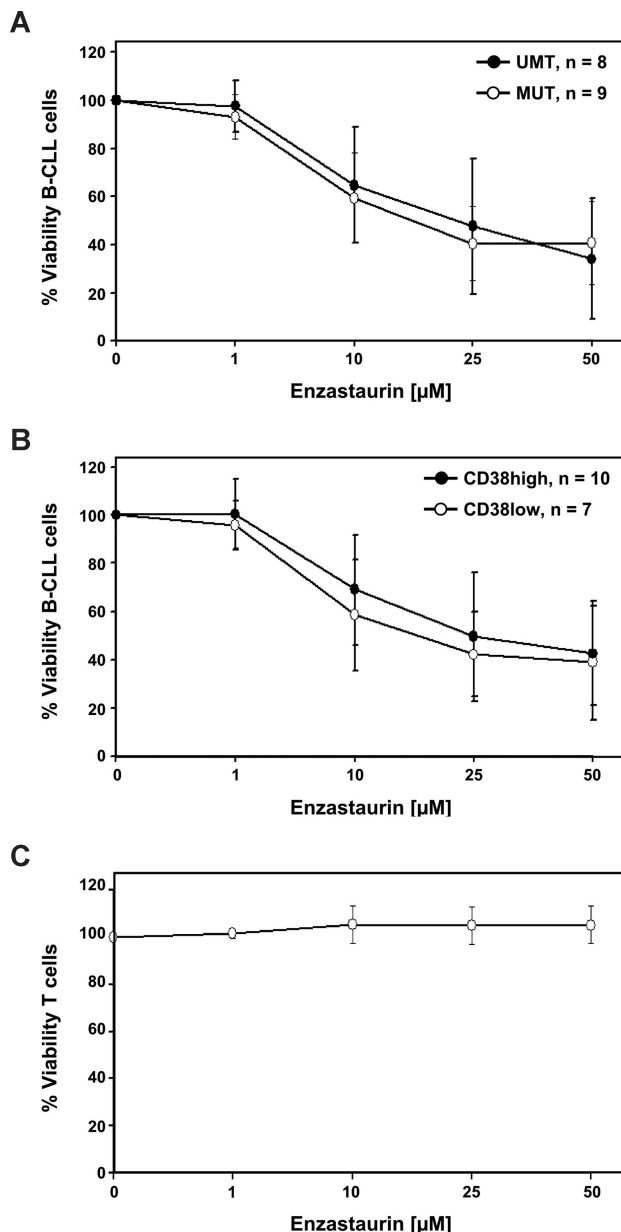 A
120
100
80
60
40
20
0
% Viability B-CLL cells
UMT, n = 8
MUT, n = 9
0 1 10 25 50
Enzastaurin [µM]
B
120
100
80
60
40
20
0
% Viability B-CLL cells
CD38high, n = 10
CD38low, n = 7
0 1 10 25 50
Enzastaurin [µM]
C
120
100
80
60
40
20
0
% Viability T cells
0 1 10 25 50
Enzastaurin [µM]